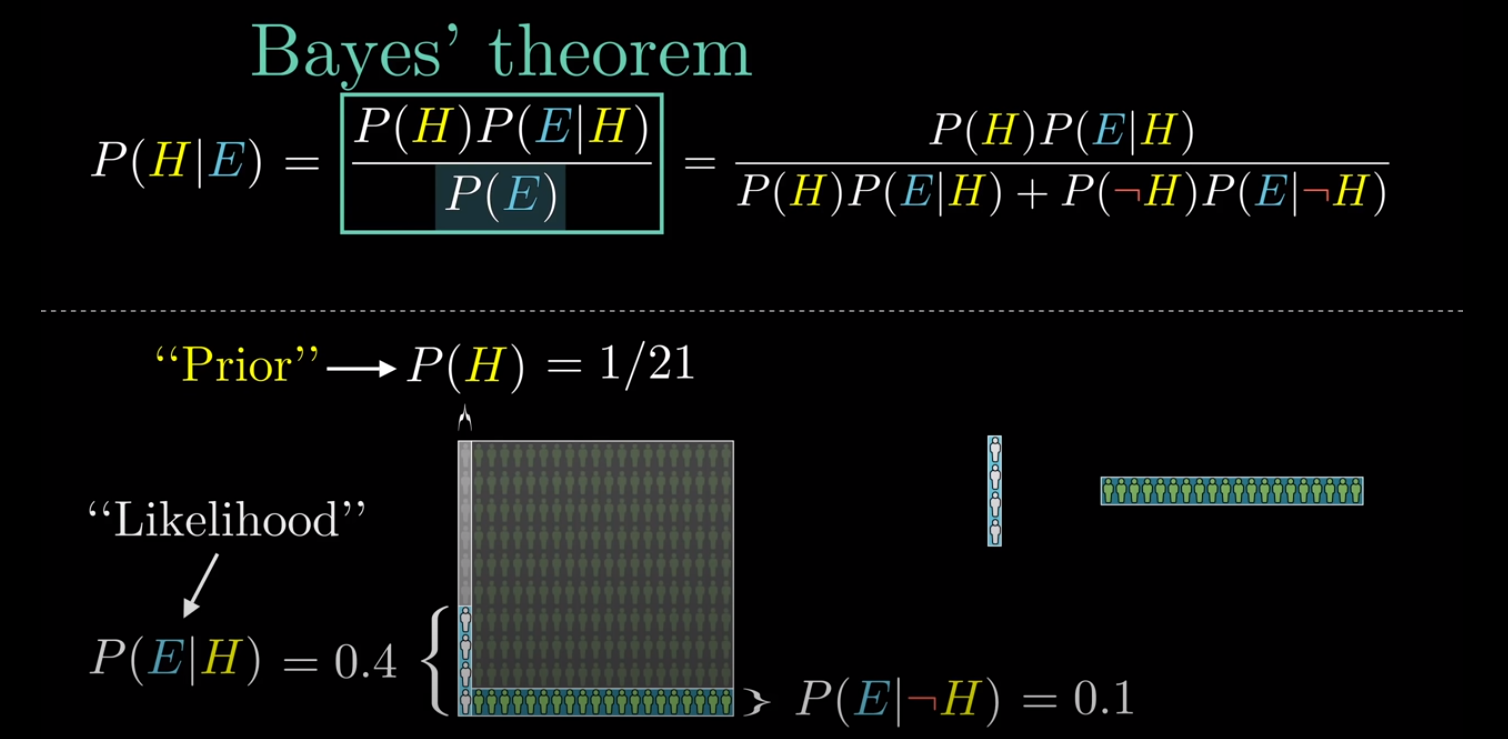 Bayes’ theorem
P(H|E) = P(H)P(E|H) / P(E) = P(H)P(E|H) / P(H)P(E|H) + P(¬H)P(E|¬H)
“Prior” → P(H) = 1/21
“Likelihood”
P(E|H) = 0.4
P(E|¬H) = 0.1